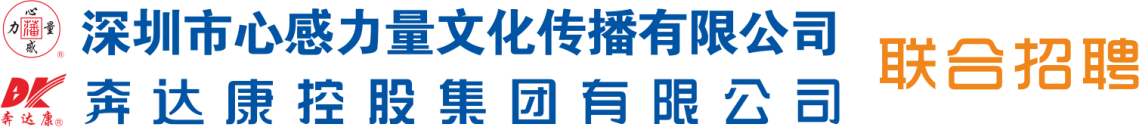 心
力播量
感
®
深圳市心感力量文化传播有限公司
DK
奔达康®
奔达康控股集团有限公司
联合招聘